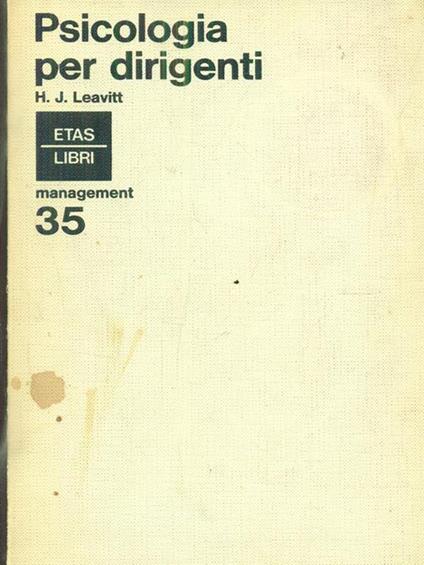 Psicologia
per dirigenti
H. J. Leavitt
ETAS
LIBRI
management
35